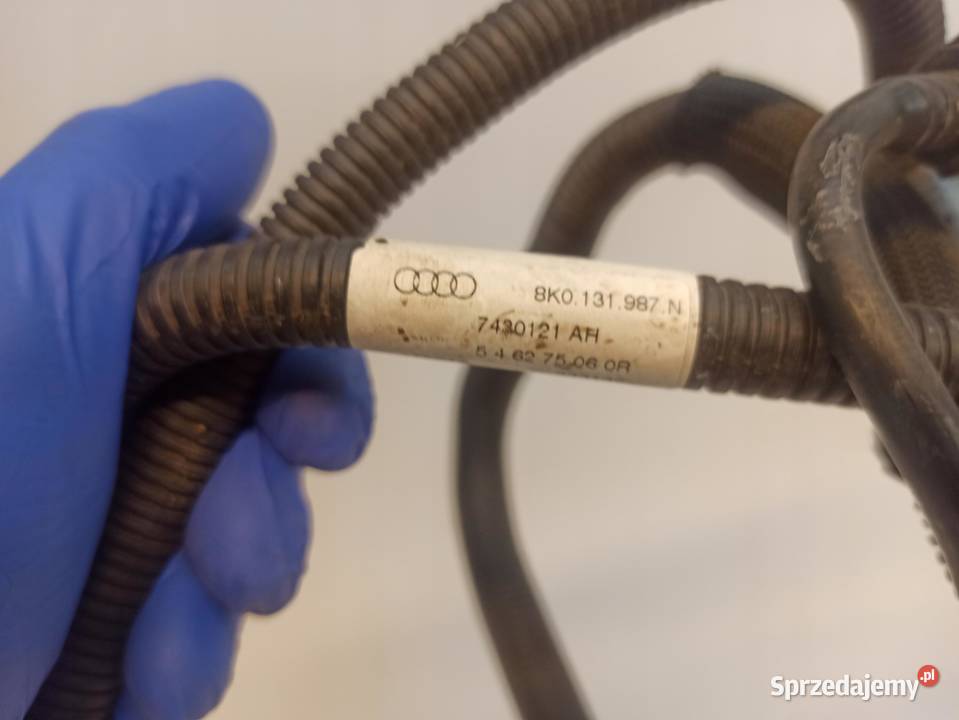 8K0.131.987.N
7430121 AH
5 4 62 75 06 0R
Sprzedajemy.pl